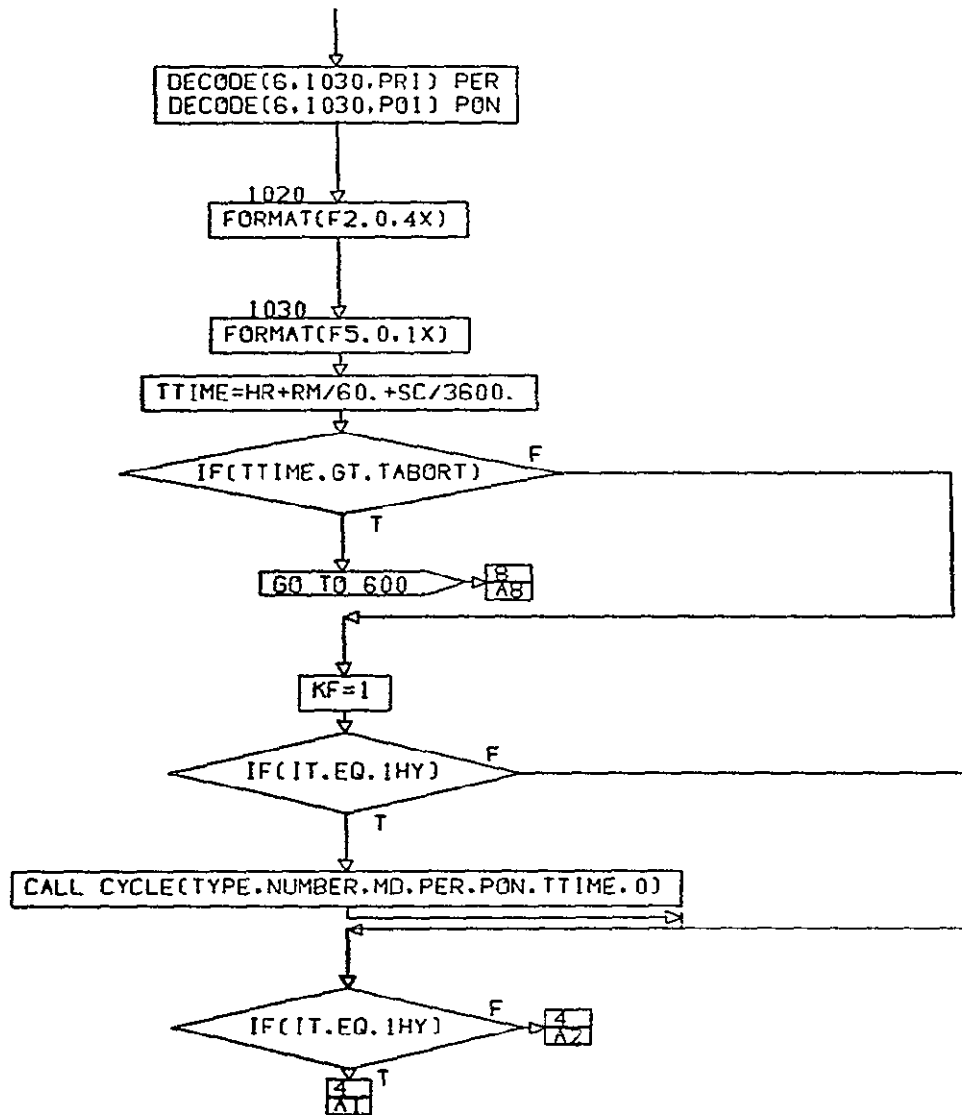 DECODE(6,1030,PR1) PER
DECODE(6,1030,PO1) PON
1020
FORMAT(F2.0,4X)
1030
FORMAT(F5.0,1X)
TTIME=HR+RM/60.+SC/3600.
IF(TTIME.GT.TABORT)
F
T
GO TO 600
8
A8
KF=1
IF(IT.EQ.1HY)
F
T
CALL CYCLE(TYPE,NUMBER,MD,PER,PON,TTIME,0)
IF(IT.EQ.1HY)
F
4
A2
T
4
A1